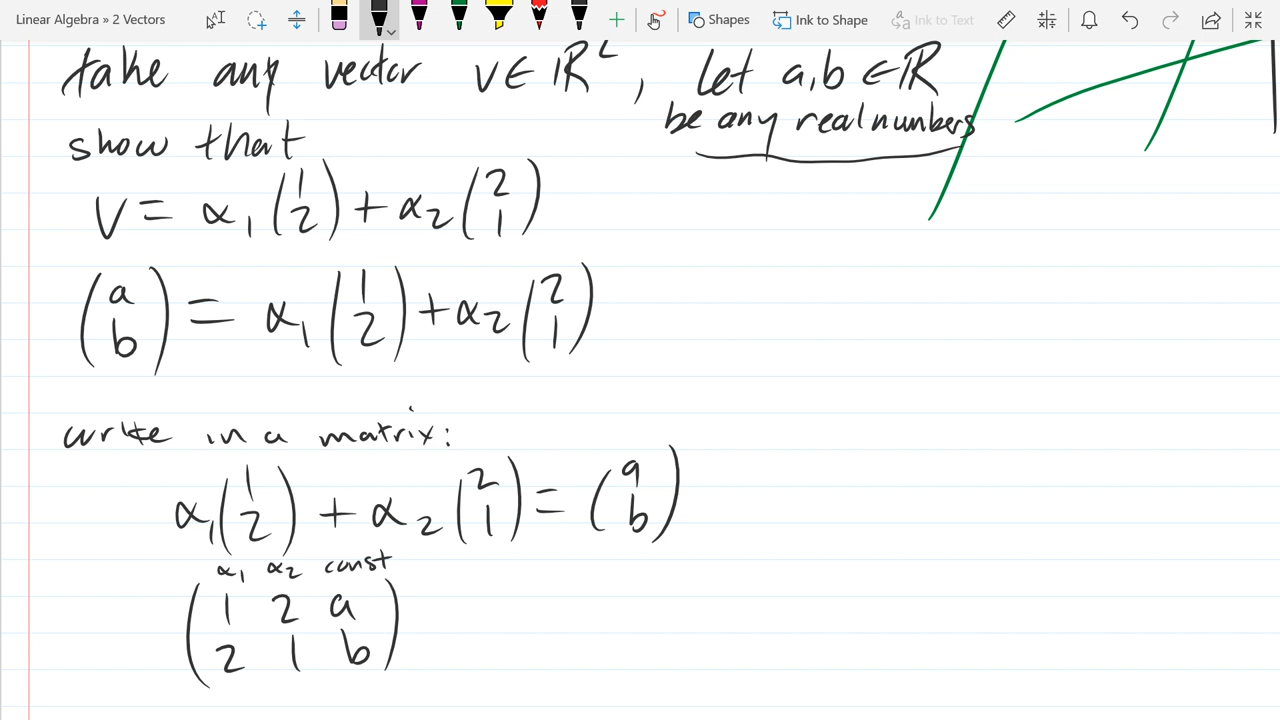 Linear Algebra » 2 Vectors
Shapes
Ink to Shape
Ink to Text
take any vector v ∈ ℝ², let a,b ∈ ℝ
be any real numbers
show that
v = α₁ (1 2) + α₂ (2 1)
(a b) = α₁ (1 2) + α₂ (2 1)
write in a matrix:
α₁ (1 2) + α₂ (2 1) = (a b)
α₁ α₂ const
1 2 a
2 1 b